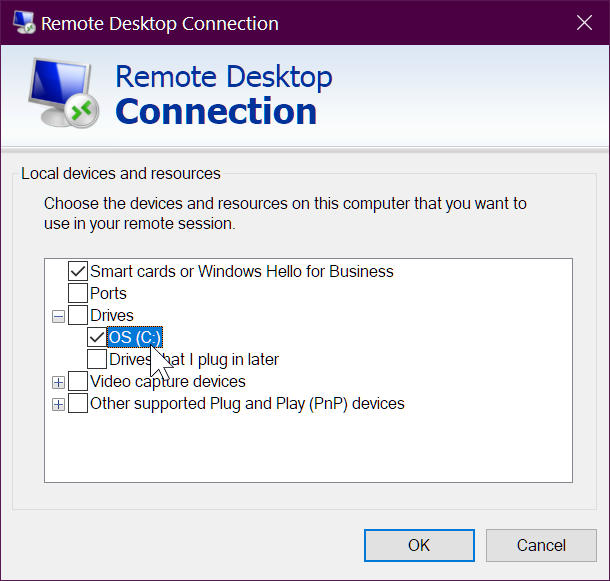 Remote Desktop Connection
Remote Desktop
Connection
Local devices and resources
Choose the devices and resources on this computer that you want to
use in your remote session.
Smart cards or Windows Hello for Business
Ports
Drives
OS (C:)
Drives that I plug in later
Video capture devices
Other supported Plug and Play (PnP) devices
OK
Cancel